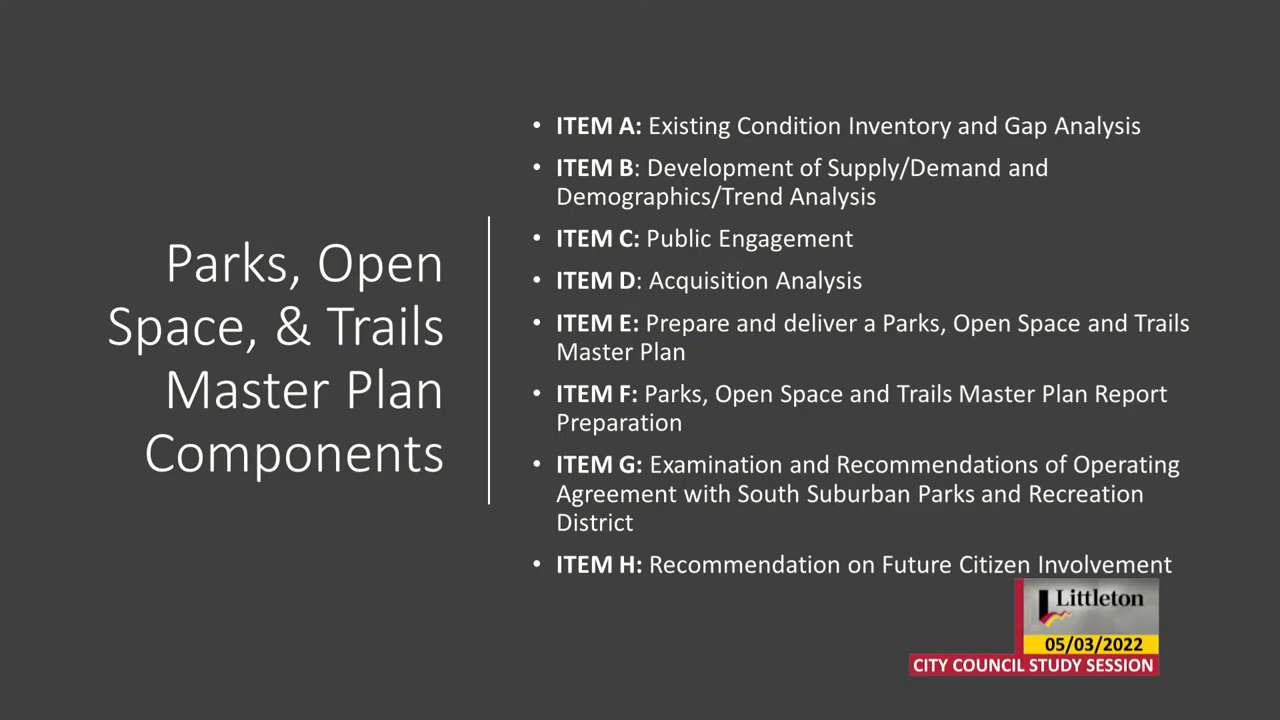 Parks, Open
Space, & Trails
Master Plan
Components
• ITEM A: Existing Condition Inventory and Gap Analysis
• ITEM B: Development of Supply/Demand and
Demographics/Trend Analysis
• ITEM C: Public Engagement
• ITEM D: Acquisition Analysis
• ITEM E: Prepare and deliver a Parks, Open Space and Trails
Master Plan
• ITEM F: Parks, Open Space and Trails Master Plan Report
Preparation
• ITEM G: Examination and Recommendations of Operating
Agreement with South Suburban Parks and Recreation
District
• ITEM H: Recommendation on Future Citizen Involvement
Littleton
05/03/2022
CITY COUNCIL STUDY SESSION